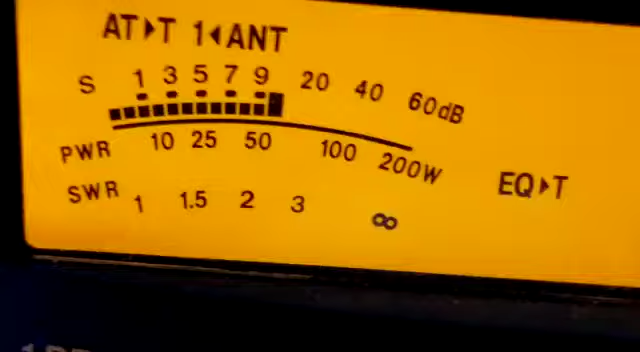 AT▶T 1◀ANT
S 1 3 5 7 9 20 40 60dB
PWR 10 25 50 100 200W
EQ▶T
SWR 1 1.5 2 3 ∞